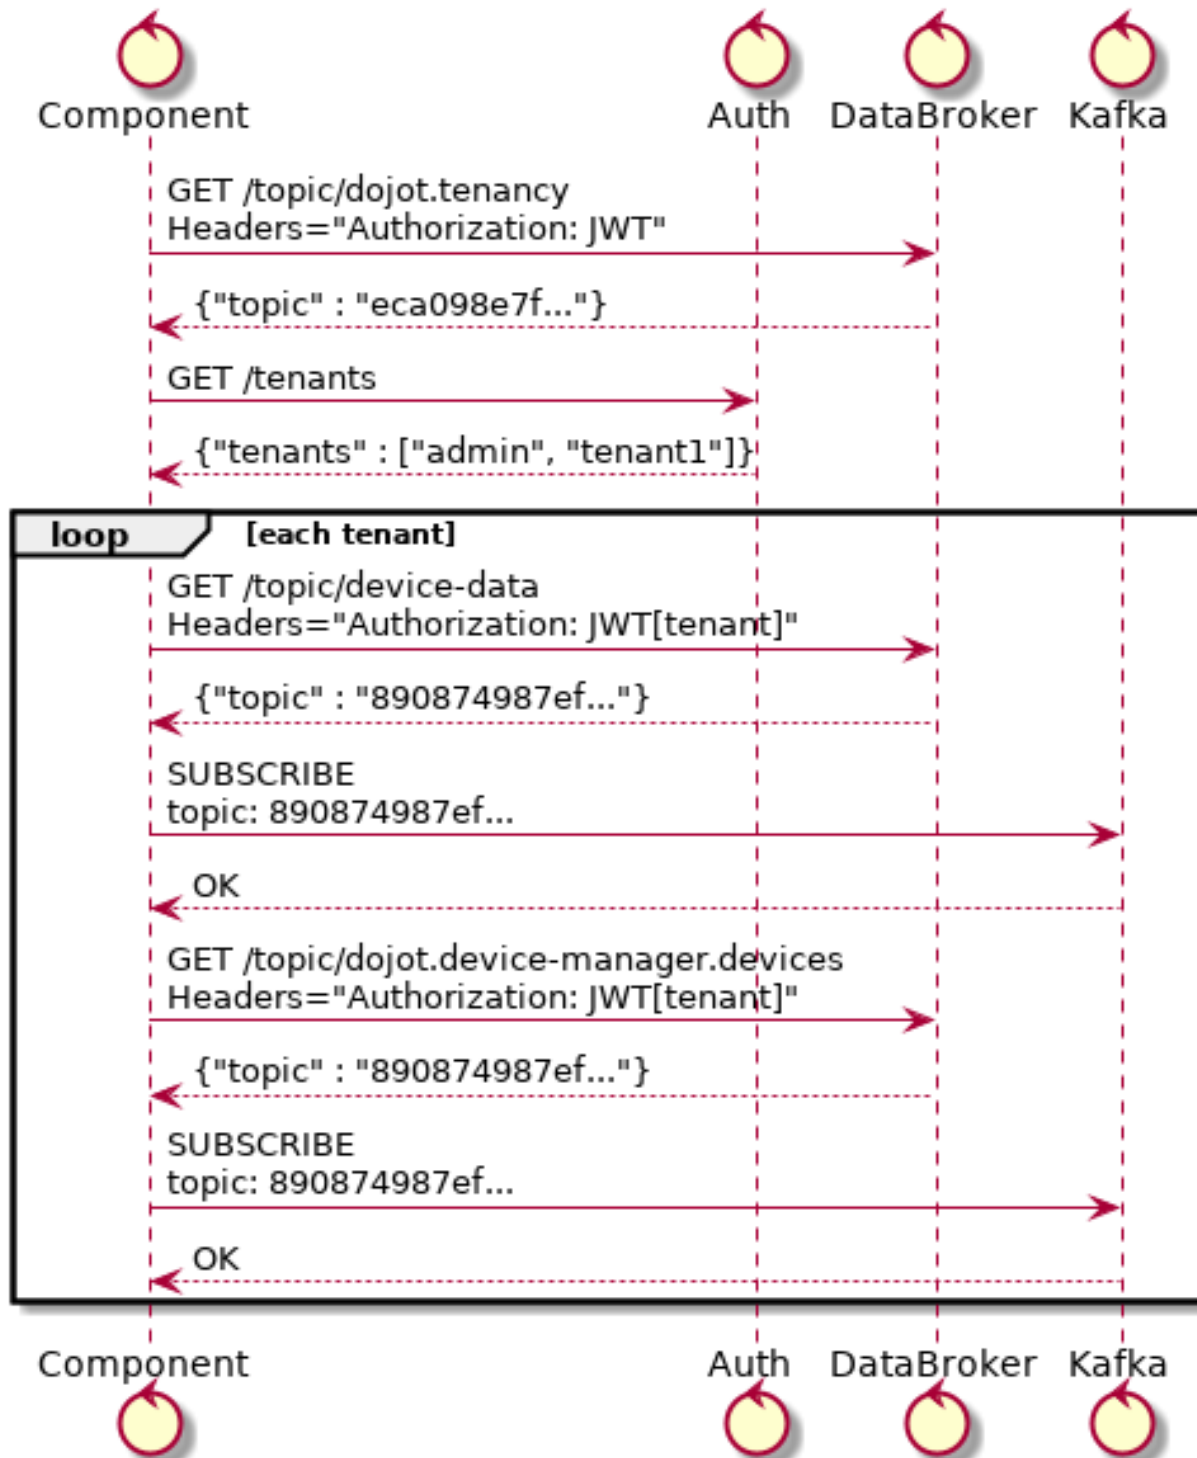 Component
Auth
DataBroker
Kafka
GET /topic/dojot.tenancy
Headers="Authorization: JWT"
{"topic" : "eca098e7f..."}
GET /tenants
{"tenants" : ["admin", "tenant1"]}
loop
[each tenant]
GET /topic/device-data
Headers="Authorization: JWT[tenant]"
{"topic" : "890874987ef..."}
SUBSCRIBE
topic: 890874987ef...
OK
GET /topic/dojot.device-manager.devices
Headers="Authorization: JWT[tenant]"
{"topic" : "890874987ef..."}
SUBSCRIBE
topic: 890874987ef...
OK
Component
Auth
DataBroker
Kafka